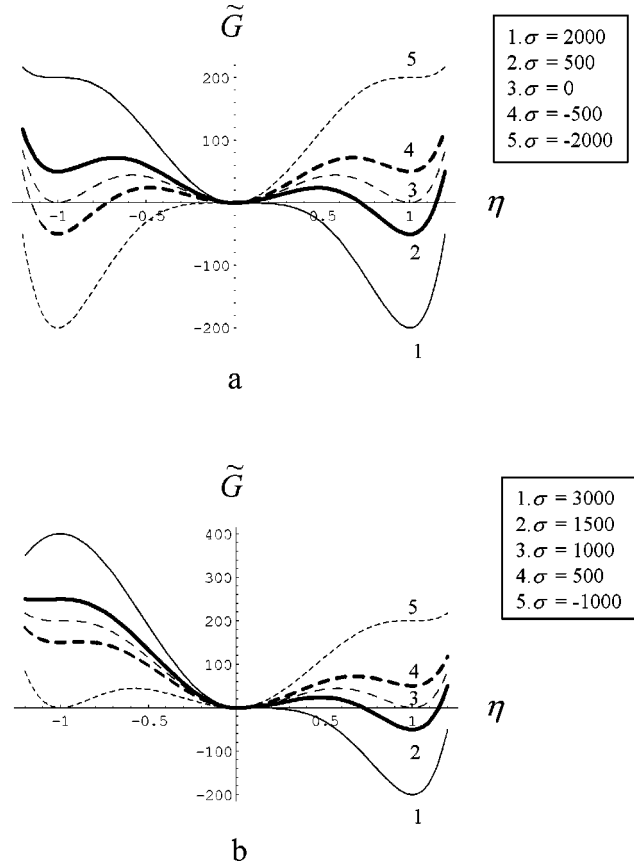 G̃
1. σ = 2000
2. σ = 500
3. σ = 0
4. σ = -500
5. σ = -2000
200
100
-100
-200
-1
-0.5
0.5
1
η
5
4
3
2
1
a
G̃
1. σ = 3000
2. σ = 1500
3. σ = 1000
4. σ = 500
5. σ = -1000
400
300
200
100
-100
-200
-1
-0.5
0.5
1
η
5
4
3
2
1
b